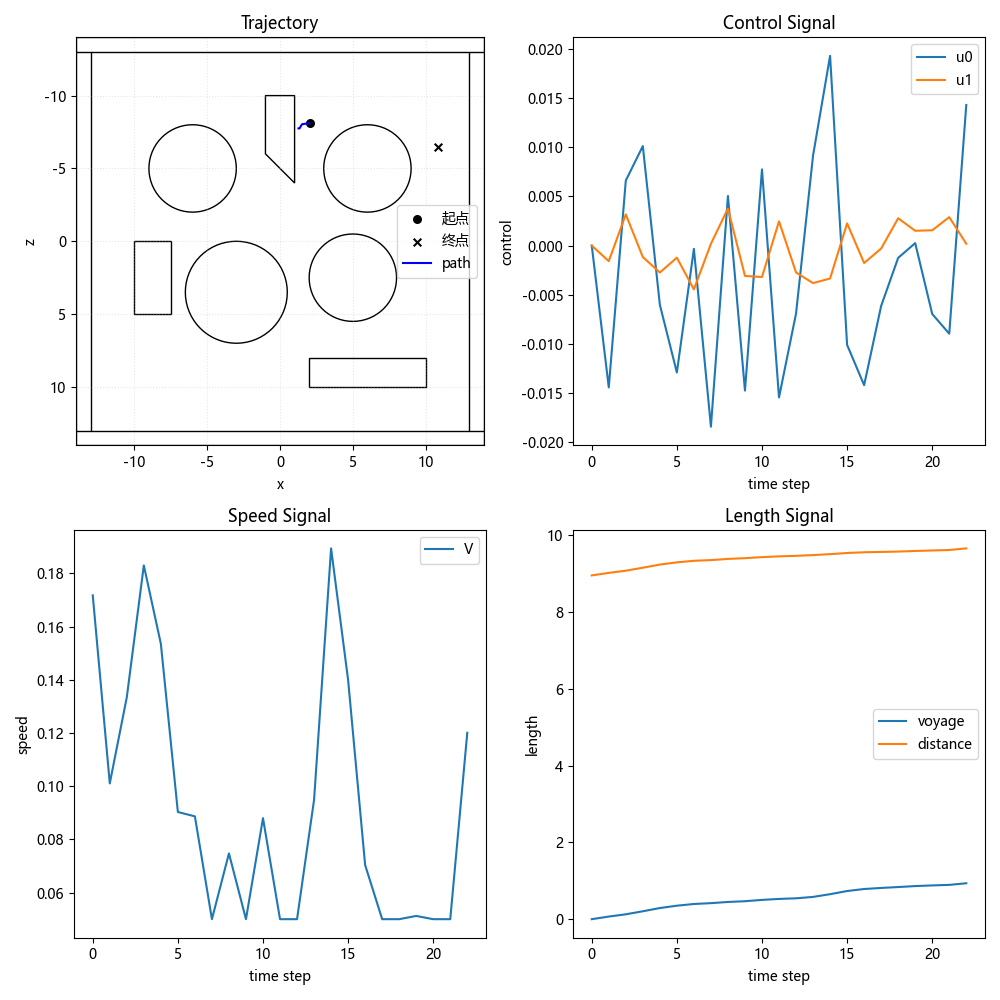 Trajectory
-10
-5
0
5
10
z
-10
-5
0
5
10
x
起点
终点
path
Control Signal
0.020
0.015
0.010
0.005
0.000
-0.005
-0.010
-0.015
-0.020
control
0
5
10
15
20
time step
u0
u1
Speed Signal
0.18
0.16
0.14
0.12
0.10
0.08
0.06
speed
0
5
10
15
20
time step
V
Length Signal
10
8
6
4
2
0
length
0
5
10
15
20
time step
voyage
distance